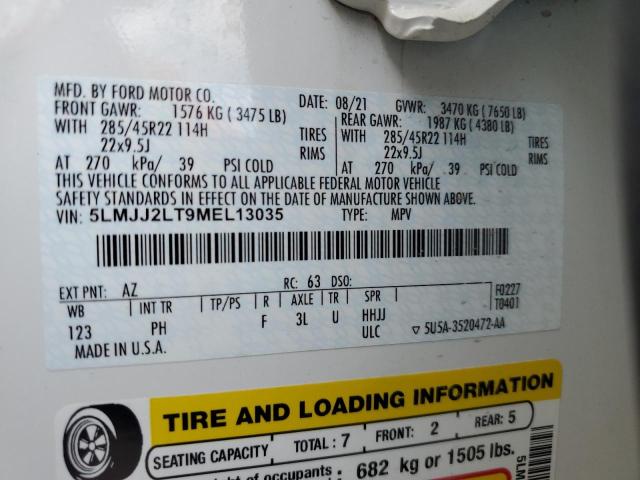 MFD. BY FORD MOTOR CO.
DATE: 08/21 GVWR: 3470 KG (7650 LB)
FRONT GAWR: 1576 KG (3475 LB) REAR GAWR: 1987 KG (4380 LB)
WITH 285/45R22 114H TIRES WITH 285/45R22 114H TIRES
22x9.5J RIMS 22x9.5J RIMS
AT 270 kPa/ 39 PSI COLD AT 270 kPa/ 39 PSI COLD
THIS VEHICLE CONFORMS TO ALL APPLICABLE FEDERAL MOTOR VEHICLE
SAFETY STANDARDS IN EFFECT ON THE DATE OF MANUFACTURE SHOWN ABOVE.
VIN: 5LMJJ2LT9MEL13035 TYPE: MPV
EXT PNT: AZ RC: 63 DSO: F0227
WB INT TR TP/PS R AXLE TR SPR T0401
123 PH F 3L U HHJJ
ULC ▽ 5U5A-3520472-AA
MADE IN U.S.A.
TIRE AND LOADING INFORMATION
SEATING CAPACITY TOTAL: 7 FRONT: 2 REAR: 5
of occupants 682 kg or 1505 lbs.
5LM